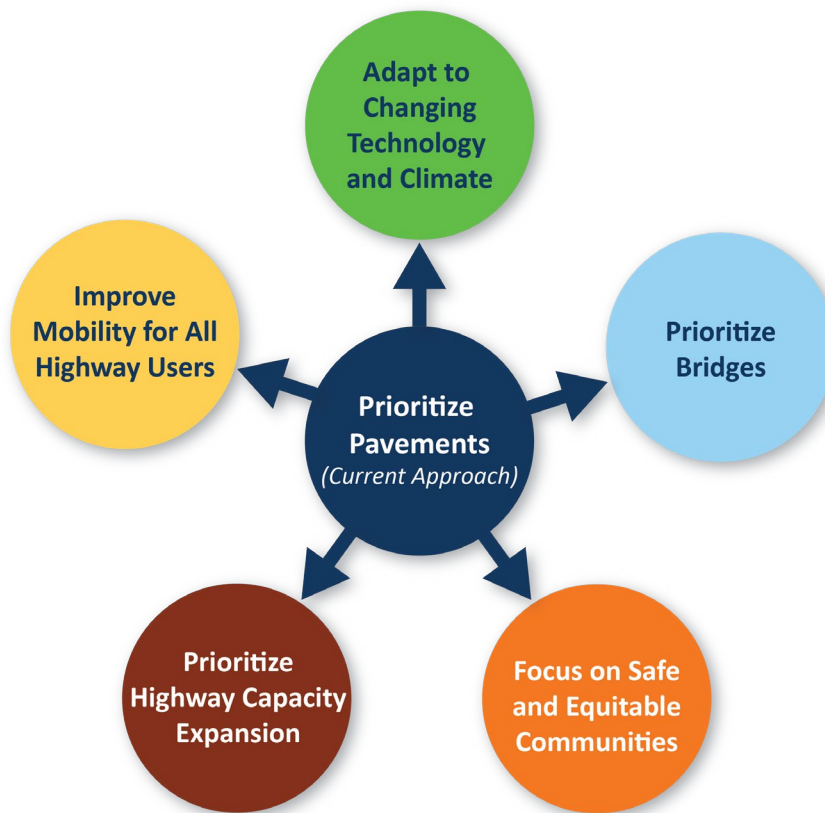 Adapt to
Changing
Technology
and Climate
Improve
Mobility for All
Highway Users
Prioritize
Bridges
Prioritize
Pavements
(Current Approach)
Prioritize
Highway Capacity
Expansion
Focus on Safe
and Equitable
Communities